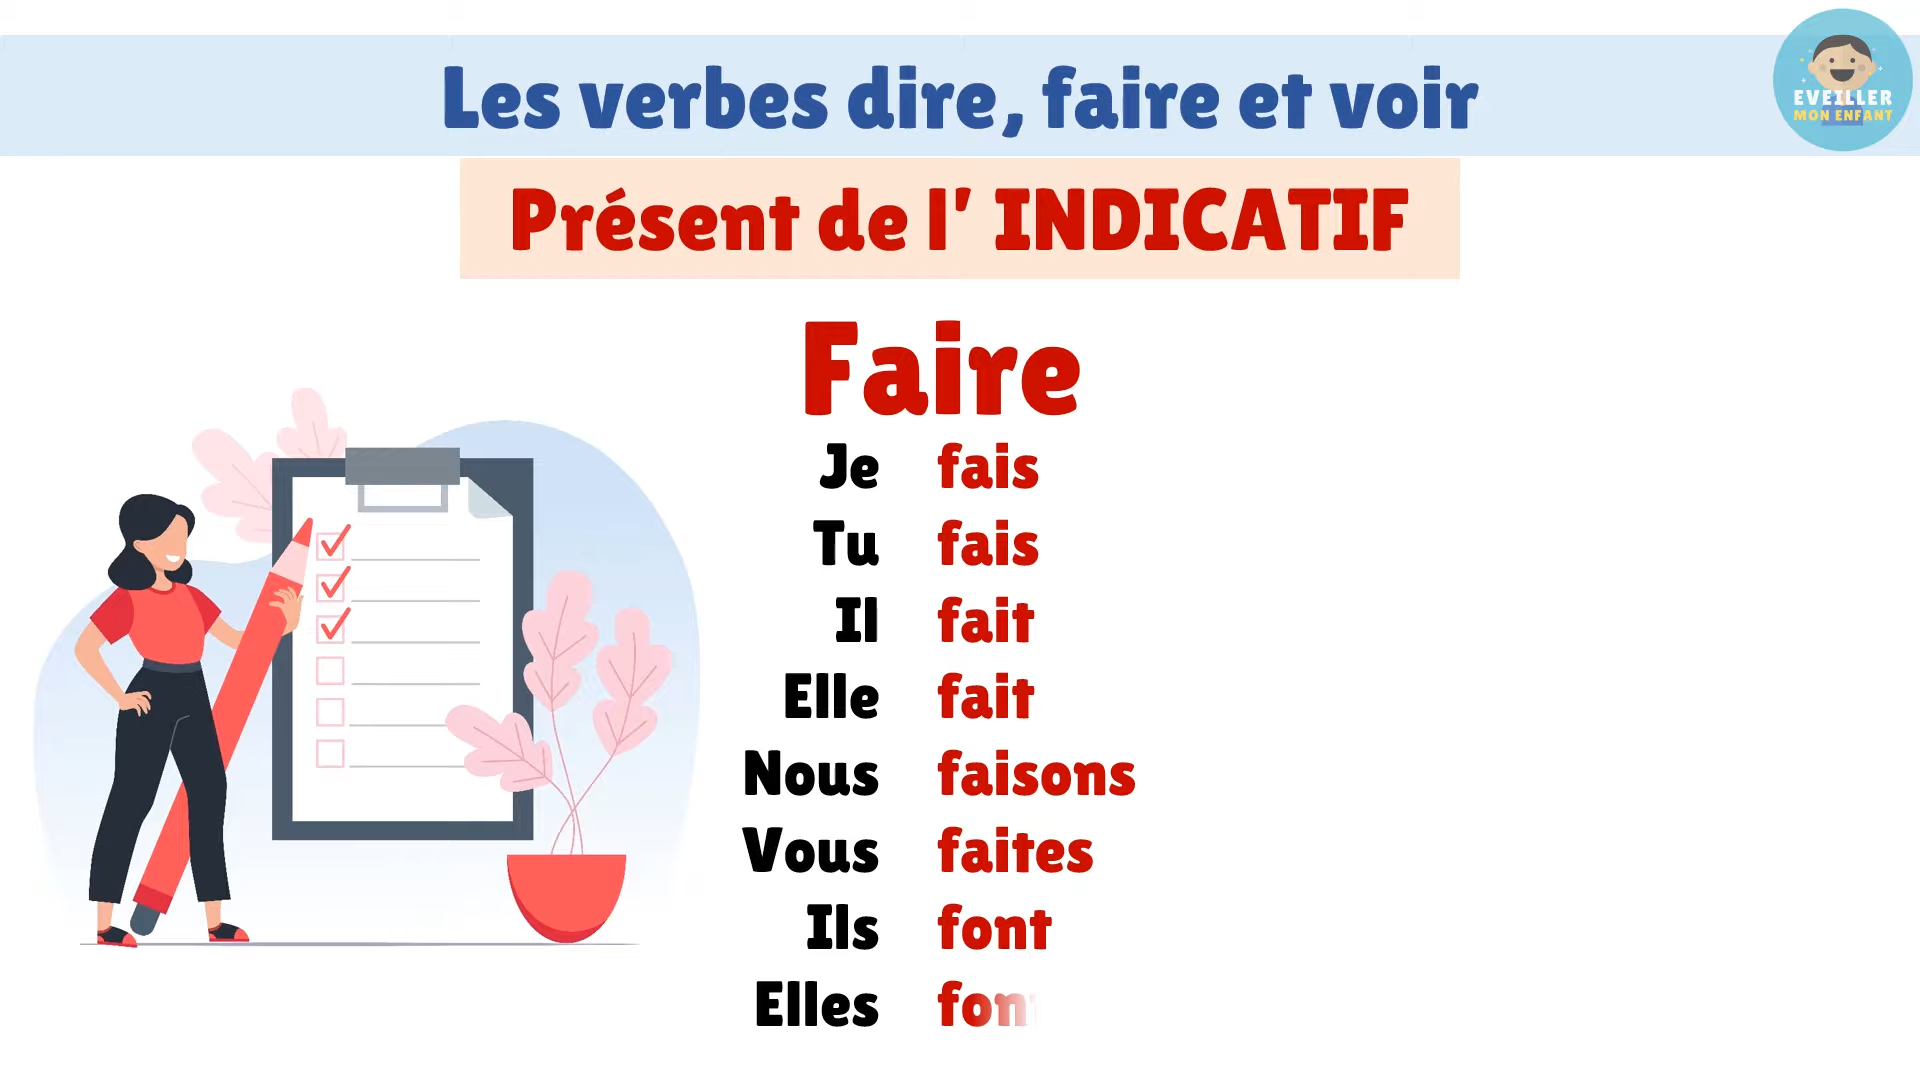 Les verbes dire, faire et voir
EVEILLER
MON ENFANT
Présent de l' INDICATIF
Faire
Je fais
Tu fais
Il fait
Elle fait
Nous faisons
Vous faites
Ils font
Elles fon